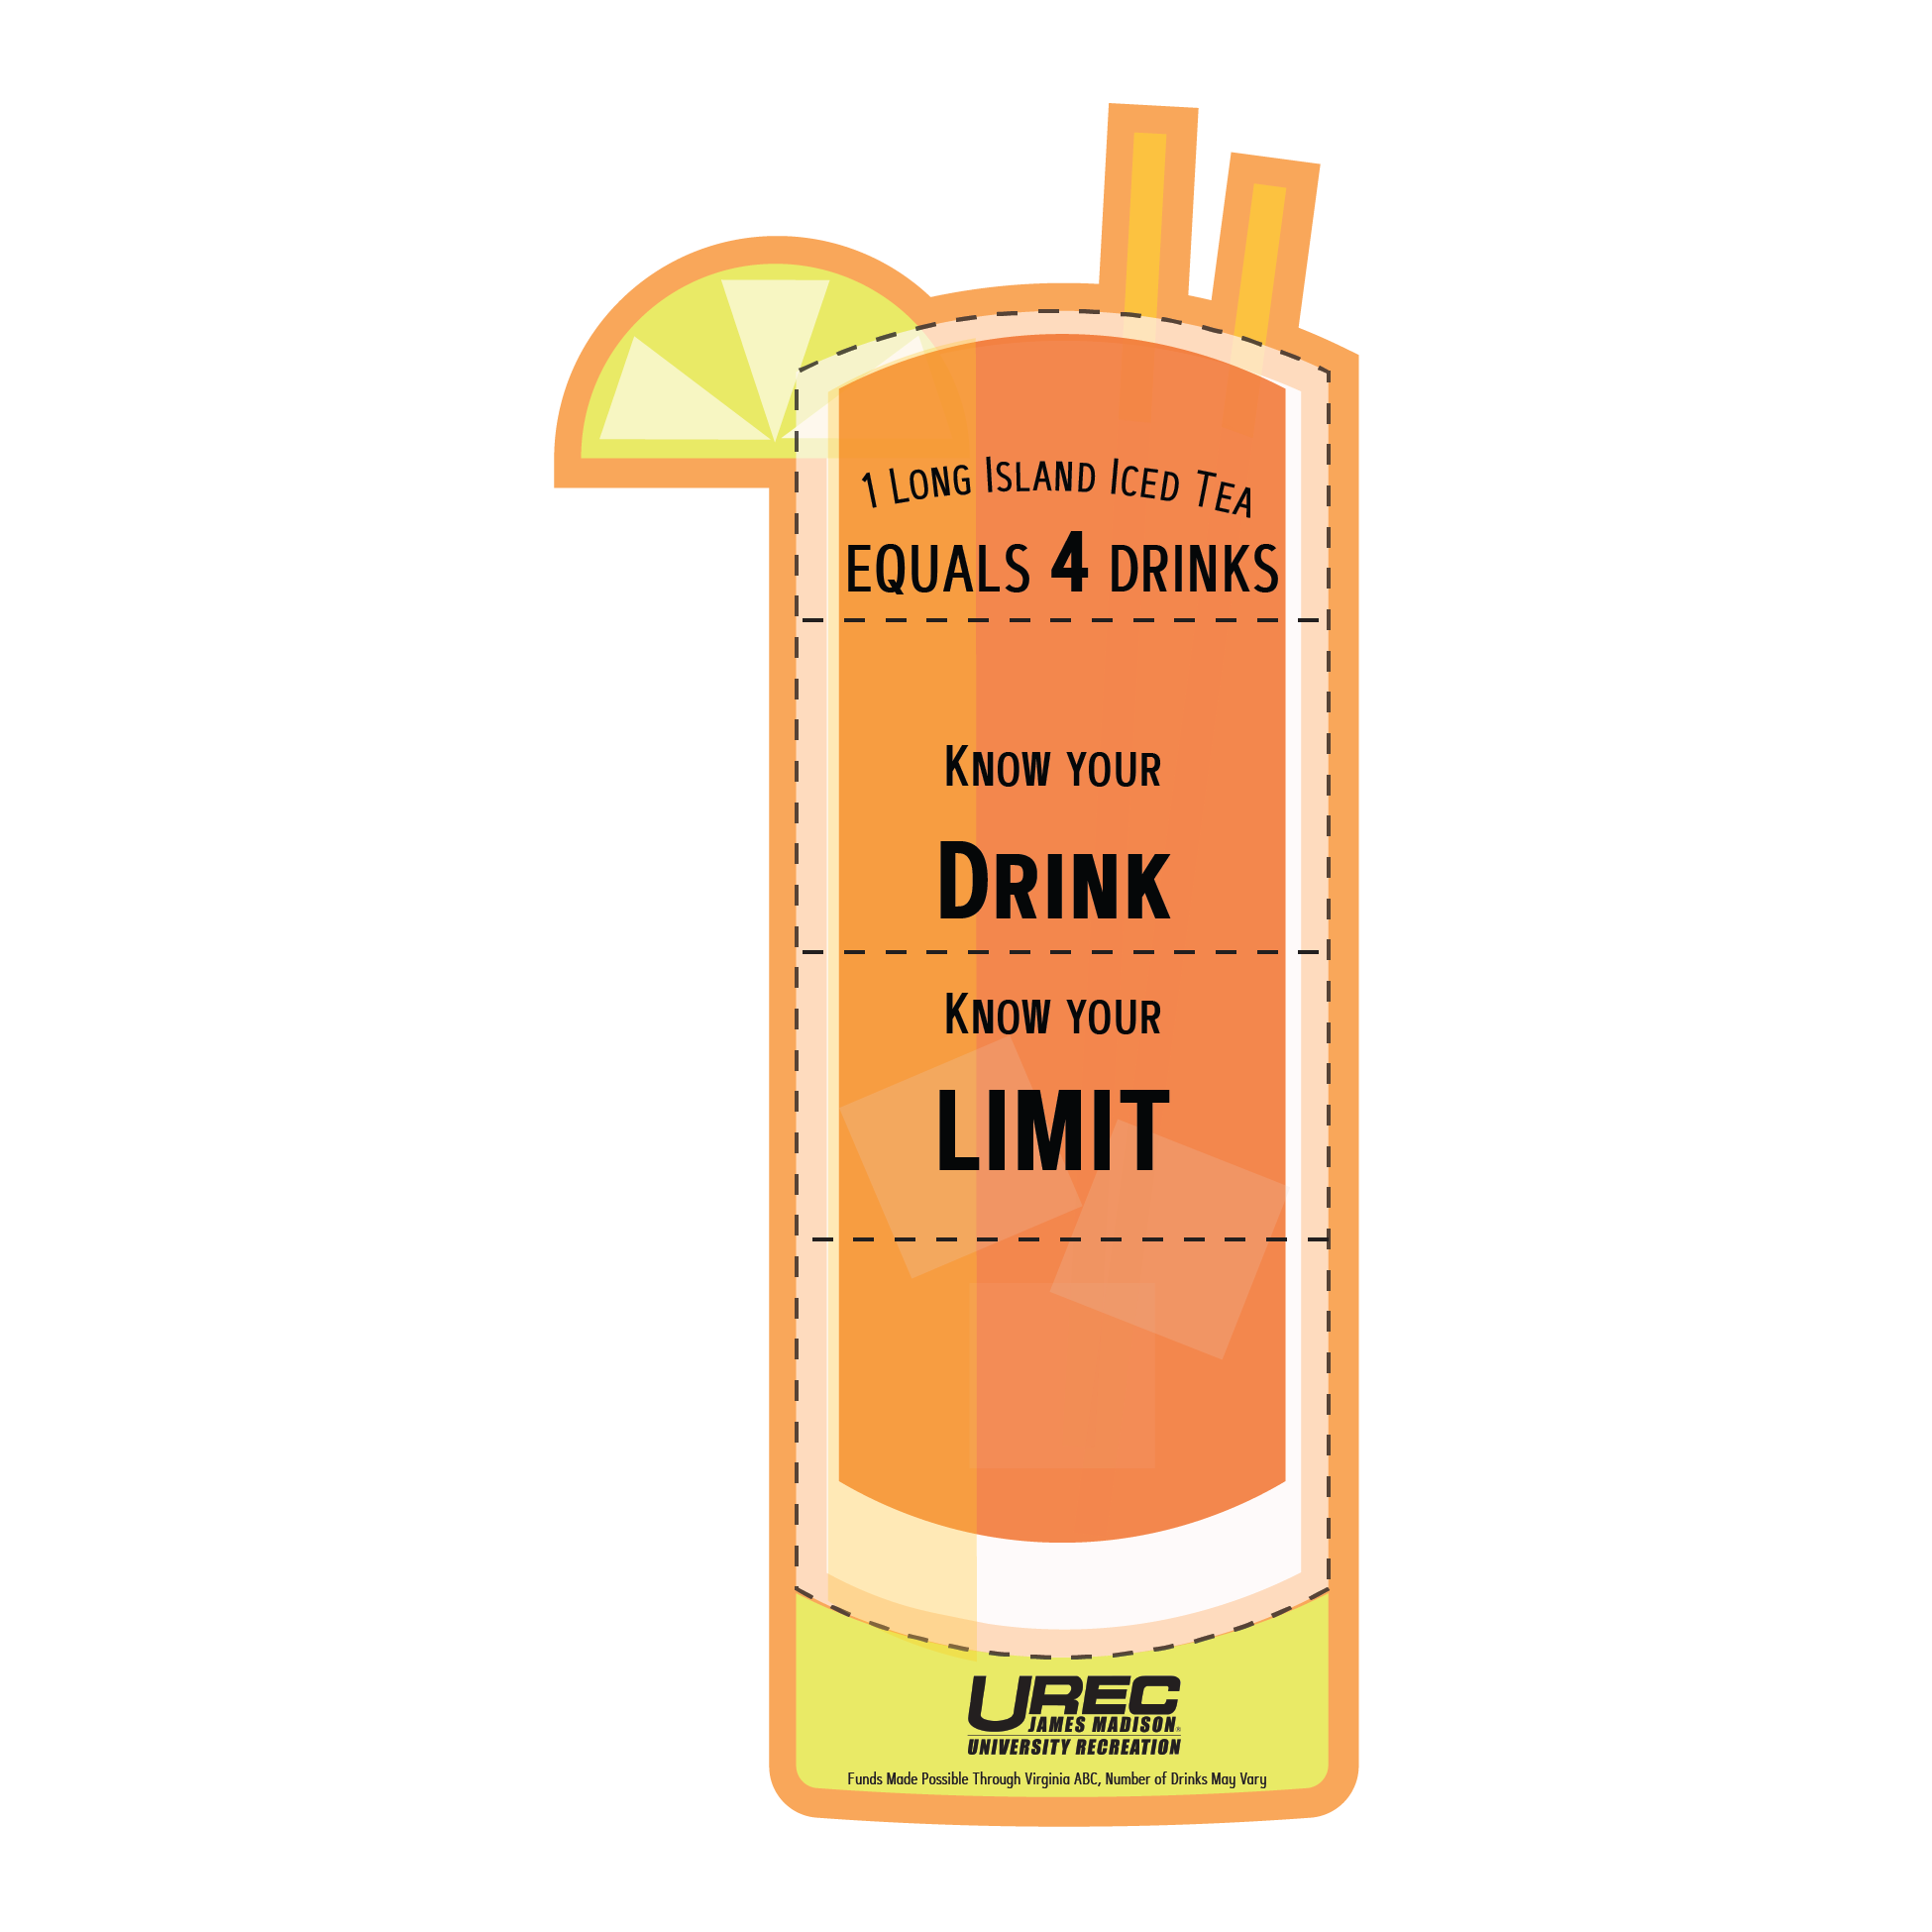 1 Long Island Iced Tea
equals 4 drinks
Know your
Drink
Know your
LIMIT
UREC
JAMES MADISON®
UNIVERSITY RECREATION
Funds Made Possible Through Virginia ABC, Number of Drinks May Vary